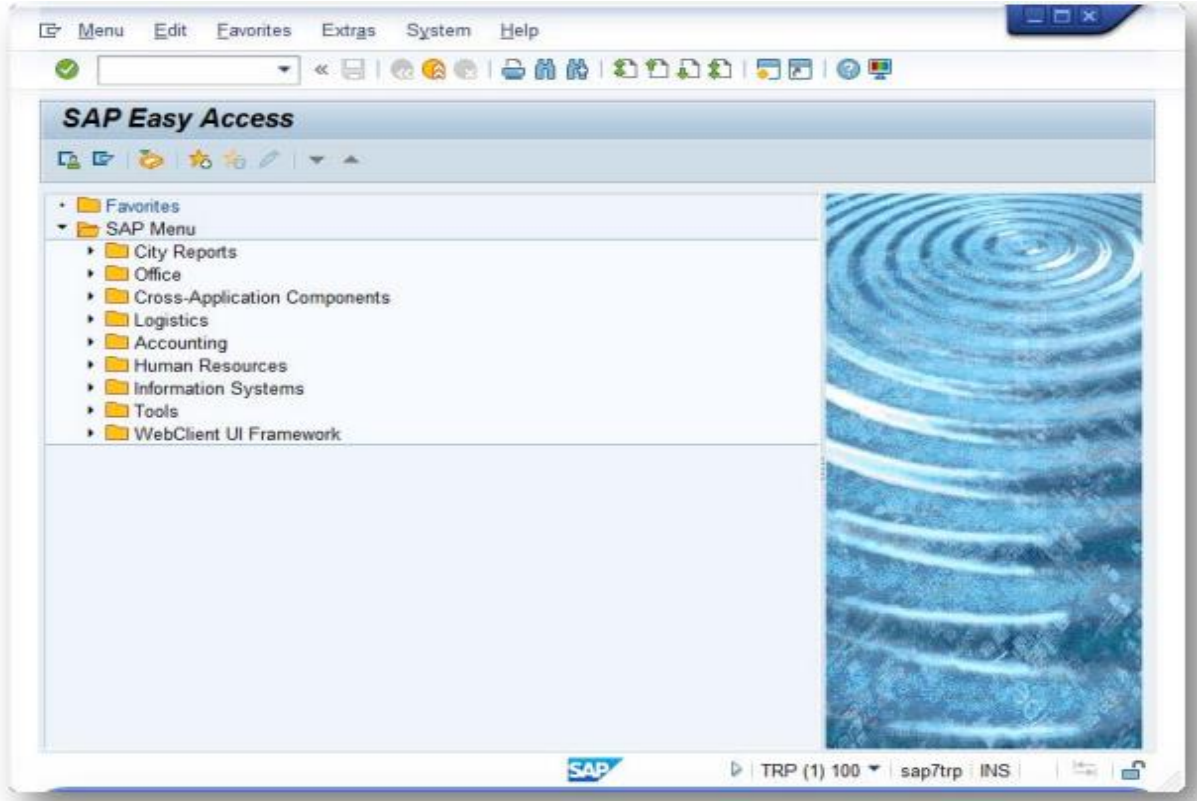 Menu Edit Favorites Extras System Help
SAP Easy Access
Favorites
SAP Menu
City Reports
Office
Cross-Application Components
Logistics
Accounting
Human Resources
Information Systems
Tools
WebClient UI Framework
SAP TRP (1) 100 sap7trp INS